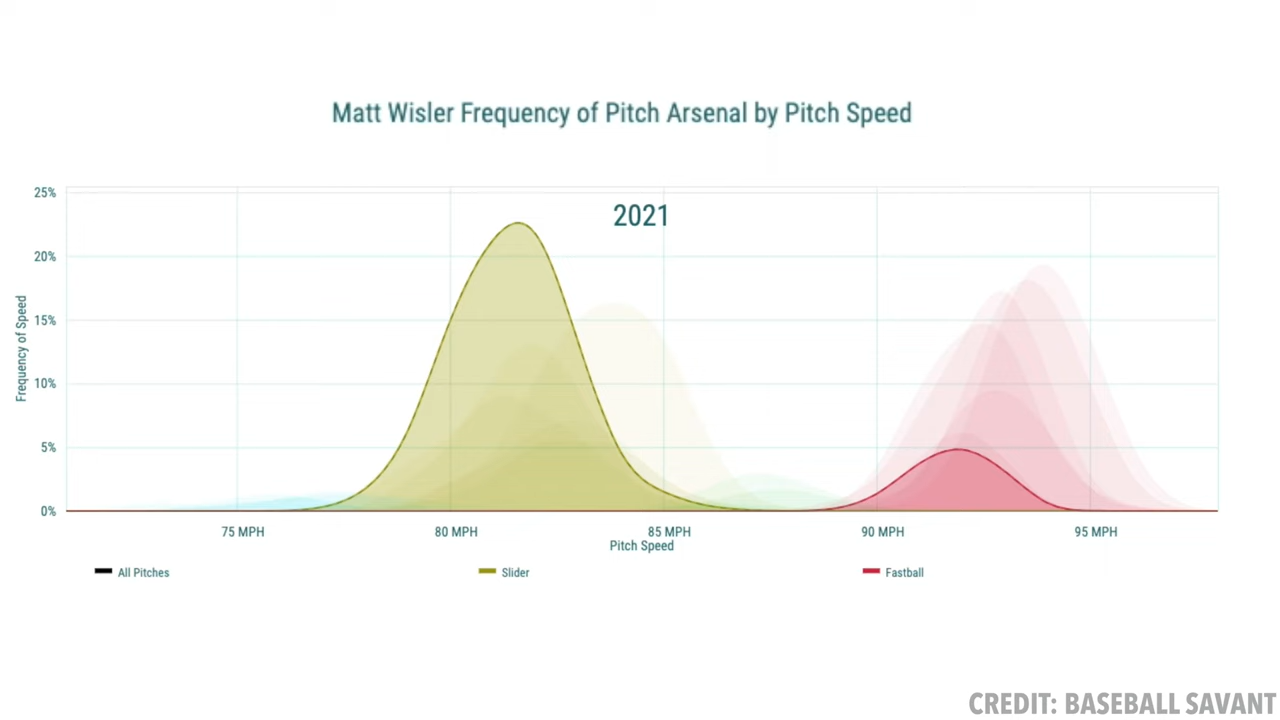 Matt Wisler Frequency of Pitch Arsenal by Pitch Speed
2021
Frequency of Speed
25%
20%
15%
10%
5%
0%
75 MPH 80 MPH 85 MPH 90 MPH 95 MPH
Pitch Speed
All Pitches Slider Fastball
CREDIT: BASEBALL SAVANT